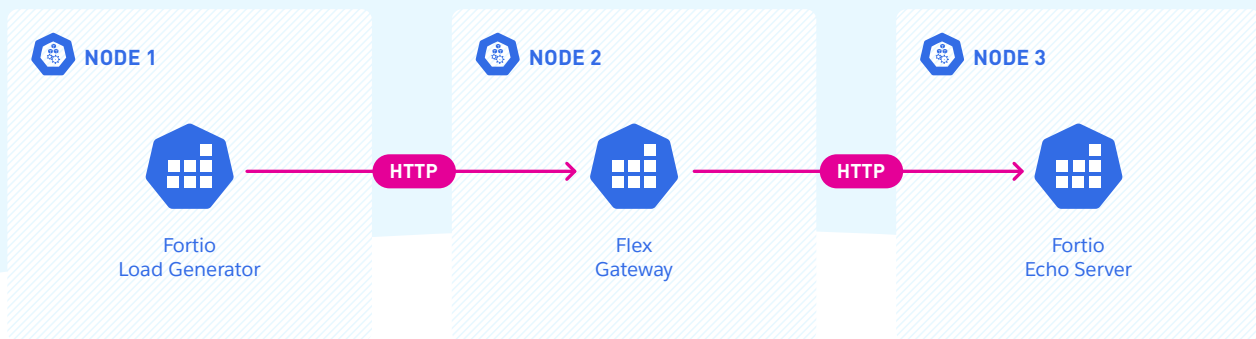 NODE 1
NODE 2
NODE 3
HTTP
HTTP
Fortio
Load Generator
Flex
Gateway
Fortio
Echo Server